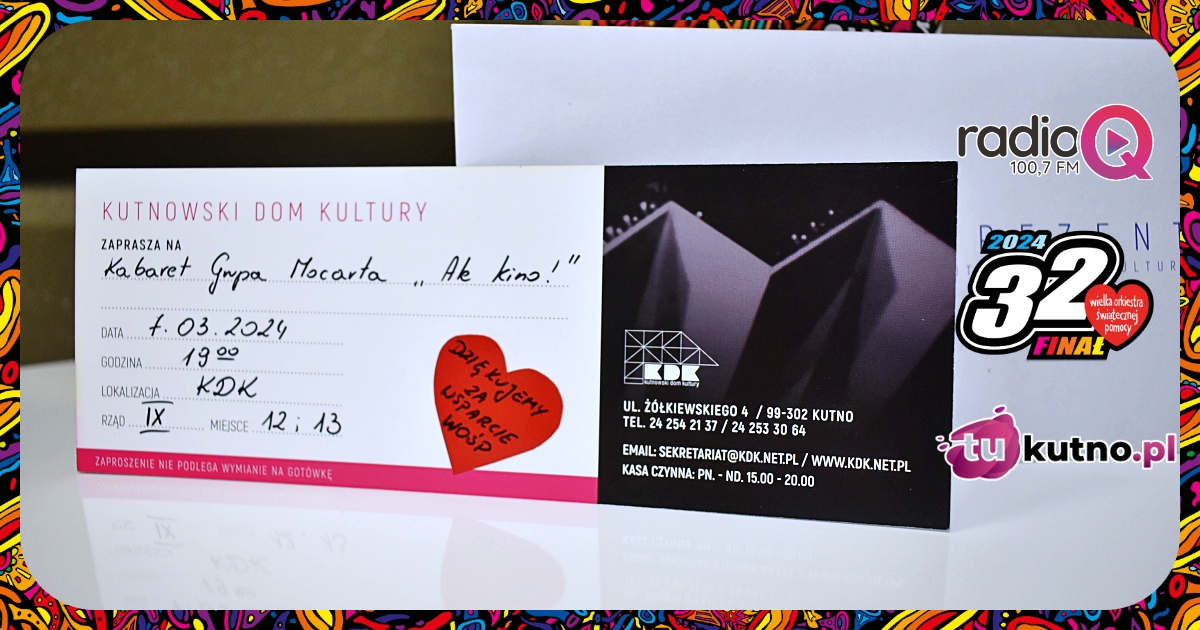 KUTNOWSKI DOM KULTURY
ZAPRASZA NA
Kabaret Grupa Mocarta „Ale kino!”
DATA 7.03.2024
GODZINA 19 00
LOKALIZACJA KDK
RZĄD IX MIEJSCE 12 i 13
ZAPROSZENIE NIE PODLEGA WYMIANIE NA GOTÓWKĘ
DZIĘKUJEMY
ZA
WSPARCIE
WOŚP
KDK
kutnowski dom kultury
UL. ŻÓŁKIEWSKIEGO 4 / 99-302 KUTNO
TEL. 24 254 21 37 / 24 253 30 64
EMAIL: SEKRETARIAT@KDK.NET.PL / WWW.KDK.NET.PL
KASA CZYNNA: PN. - ND. 15.00 - 20.00
radio Q
100,7 FM
2024
32
wielka orkiestra
świątecznej
pomocy
FINAŁ
tukutno.pl